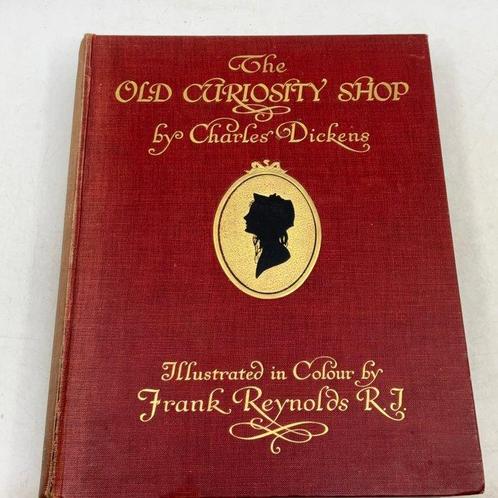 The
OLD CURIOSITY SHOP
by Charles Dickens
Illustrated in Colour by
Frank Reynolds R.I.